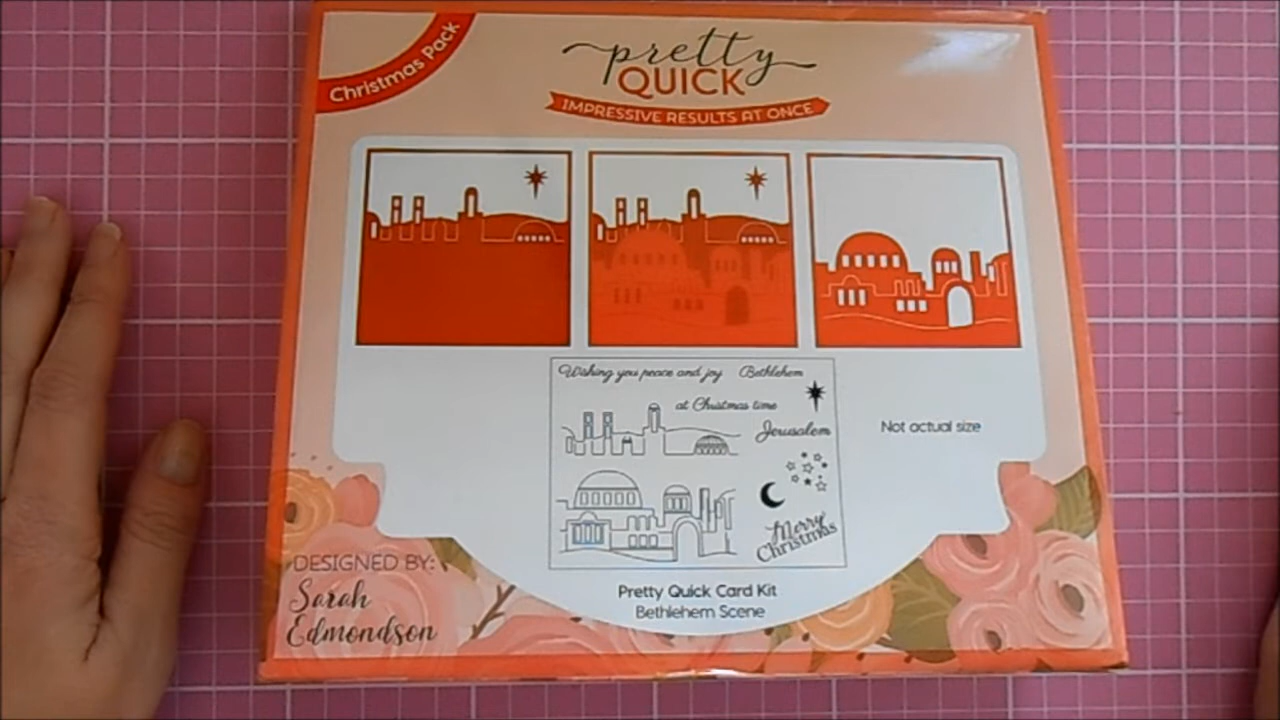 Christmas Pack
pretty
QUICK
IMPRESSIVE RESULTS AT ONCE
Wishing you peace and joy
Bethlehem
at Christmas time
Jerusalem
Not actual size
Merry
Christmas
DESIGNED BY:
Sarah
Edmondson
Pretty Quick Card Kit
Bethlehem Scene